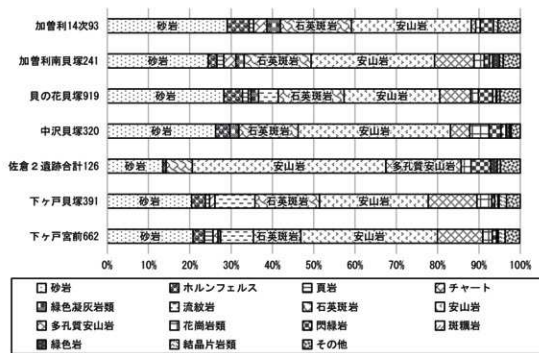 加曽利14次93 砂岩 石英斑岩 安山岩
加曽利南貝塚241 砂岩 石英斑岩 安山岩
貝の花貝塚919 砂岩 石英斑岩 安山岩
中沢貝塚320 砂岩 石英斑岩 安山岩
佐倉2遺跡合計126 砂岩 安山岩 多孔質安山岩
下ヶ戸貝塚391 砂岩 石英斑岩 安山岩
下ヶ戸宮前662 砂岩 石英斑岩 安山岩
0% 10% 20% 30% 40% 50% 60% 70% 80% 90% 100%
砂岩 ホルンフェルス 頁岩 チャート
緑色凝灰岩類 流紋岩 石英斑岩 安山岩
多孔質安山岩 花崗岩類 閃緑岩 斑糲岩
緑色岩 結晶片岩類 その他